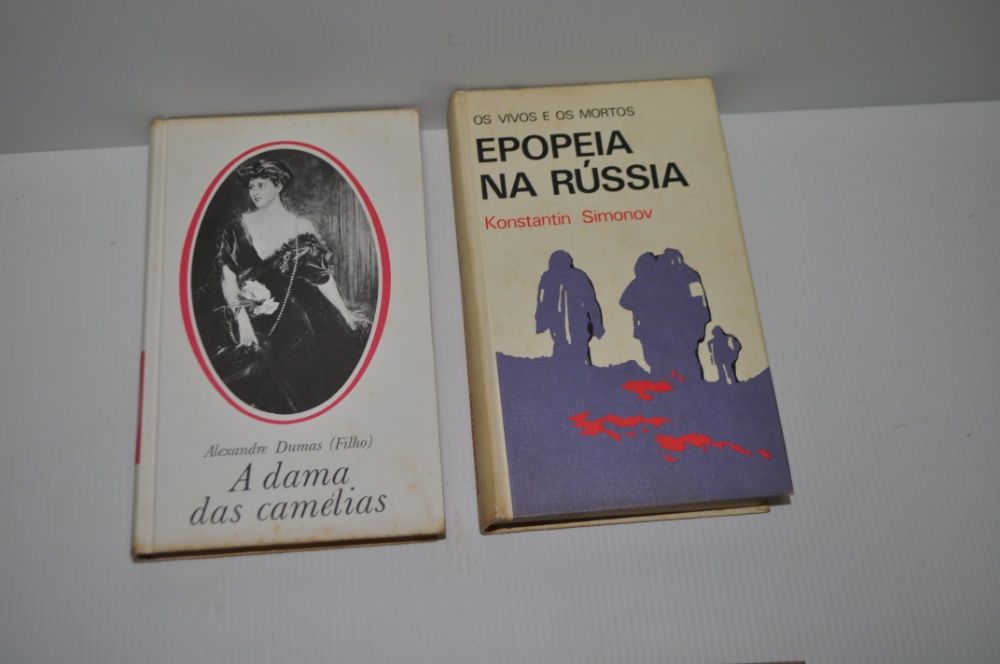 Alexandre Dumas (Filho)
A dama
das camélias
OS VIVOS E OS MORTOS
EPOPEIA
NA RÚSSIA
Konstantin Simonov